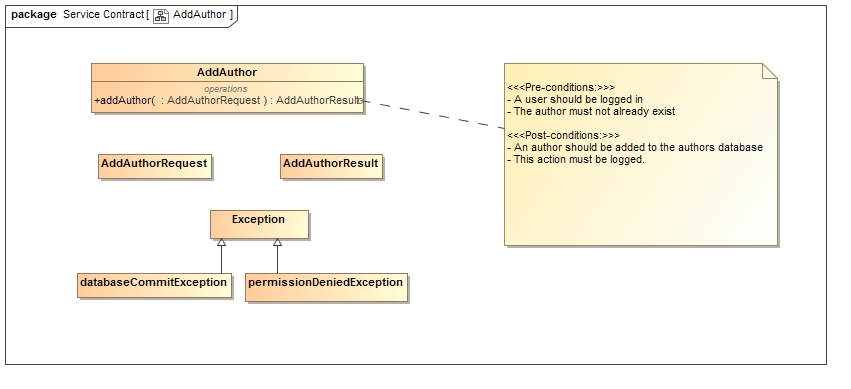 package Service Contract [ AddAuthor ]
AddAuthor
operations
+addAuthor( : AddAuthorRequest ) : AddAuthorResult
<<<Pre-conditions:>>>
- A user should be logged in
- The author must not already exist
<<<Post-conditions:>>>
- An author should be added to the authors database
- This action must be logged.
AddAuthorRequest
AddAuthorResult
Exception
databaseCommitException
permissionDeniedException